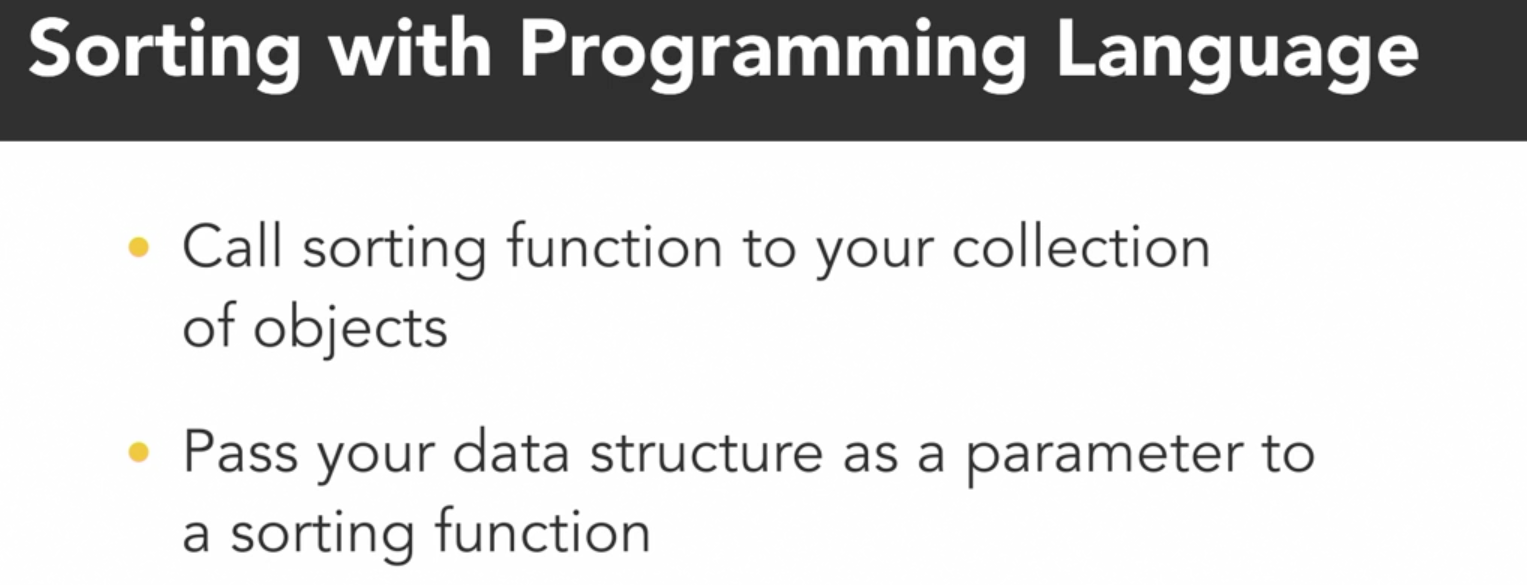 Sorting with Programming Language
• Call sorting function to your collection
of objects
• Pass your data structure as a parameter to
a sorting function